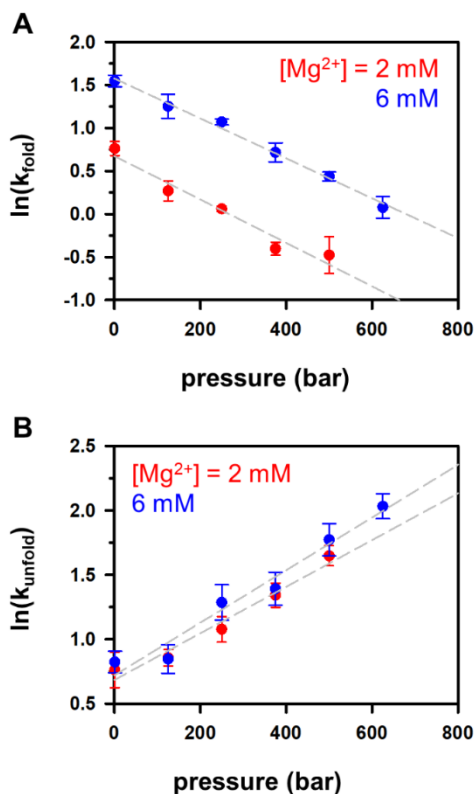 A
[Mg²⁺] = 2 mM
6 mM
ln(k_fold)
2.0
1.5
1.0
0.5
0.0
-0.5
-1.0
0 200 400 600 800
pressure (bar)
B
[Mg²⁺] = 2 mM
6 mM
ln(k_unfold)
2.5
2.0
1.5
1.0
0.5
0 200 400 600 800
pressure (bar)